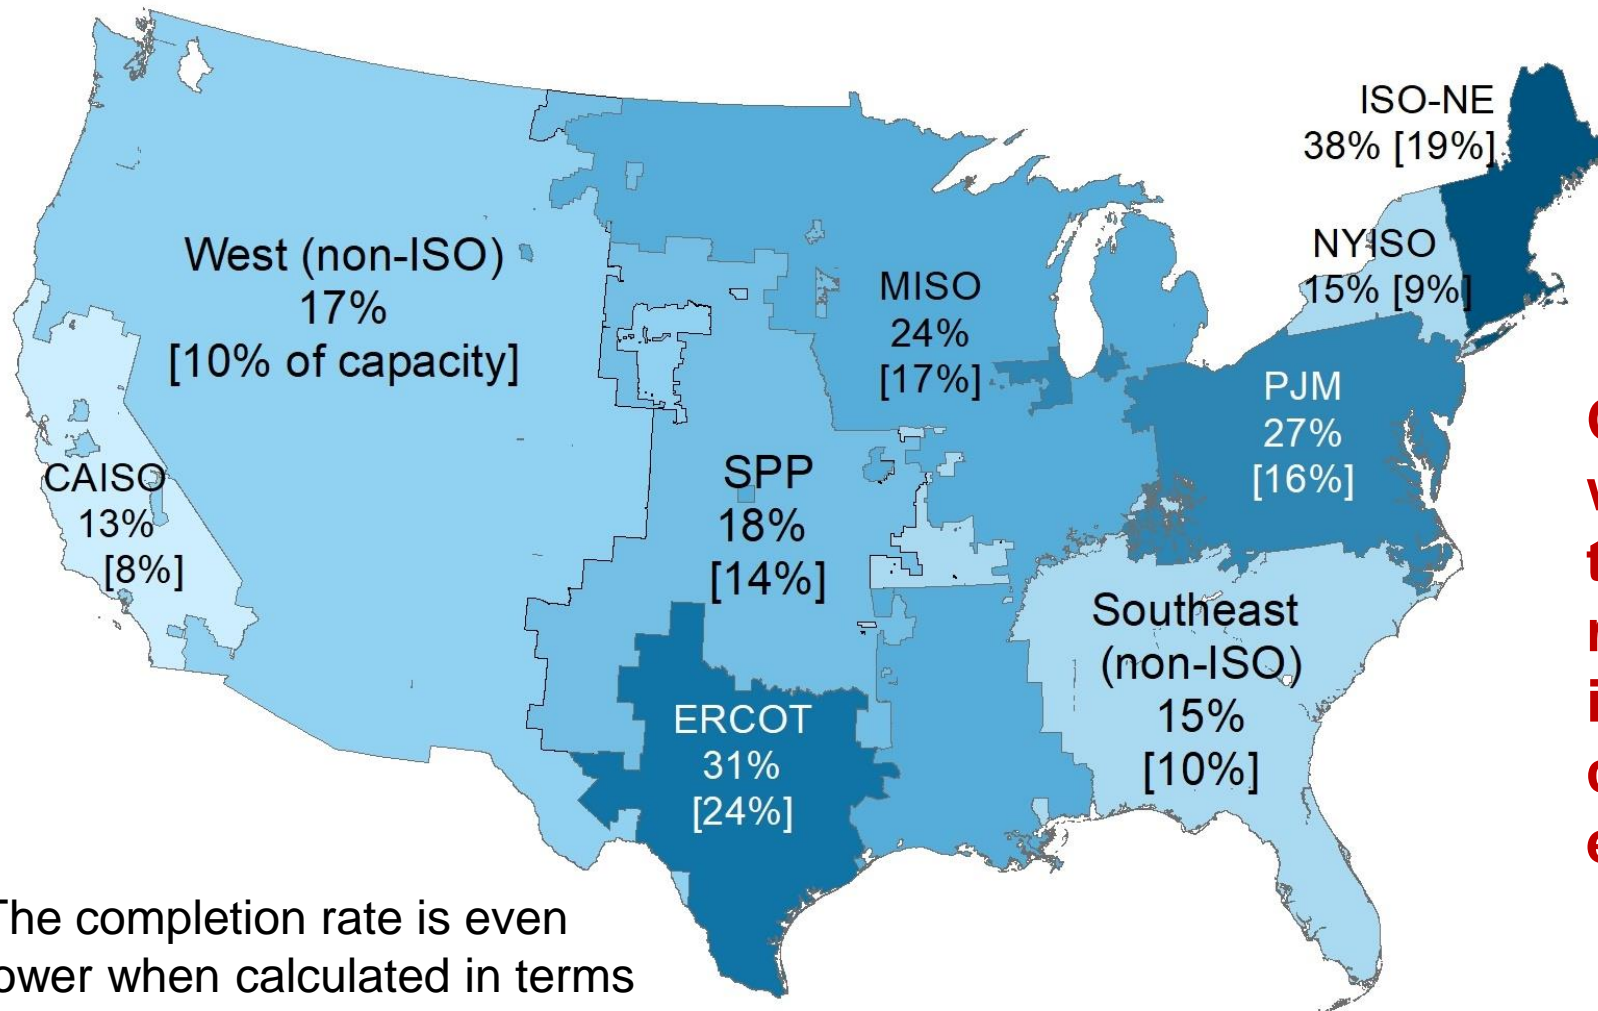 ISO-NE
38% [19%]
NYISO
15% [9%]
West (non-ISO)
17%
[10% of capacity]
MISO
24%
[17%]
PJM
27%
[16%]
CAISO
13%
[8%]
SPP
18%
[14%]
Southeast
(non-ISO)
15%
[10%]
ERCOT
31%
[24%]
The completion rate is even
ower when calculated in terms